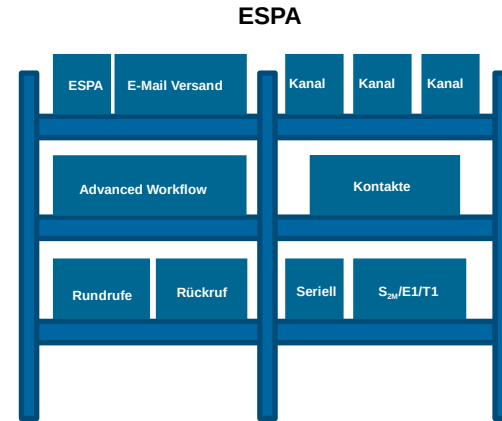 ESPA
ESPA E-Mail Versand Kanal Kanal Kanal
Advanced Workflow Kontakte
Rundrufe Rückruf Seriell S2M/E1/T1